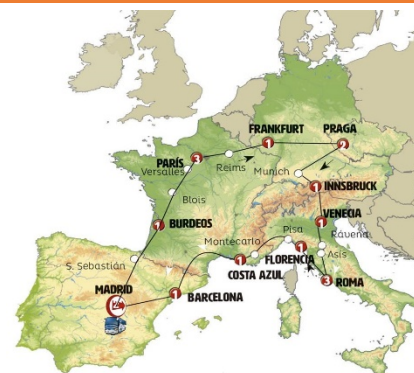 FRANKFURT
PRAGA
1
2
PARÍS
3
Versalles
Reims
Munich
1
INNSBRUCK
Blois
VENECIA
1
1
BURDEOS
Rávena
Montecarlo
Pisa
1
Asís
S. Sebastián
1
FLORENCIA
COSTA AZUL
MADRID
1
BARCELONA
3
ROMA